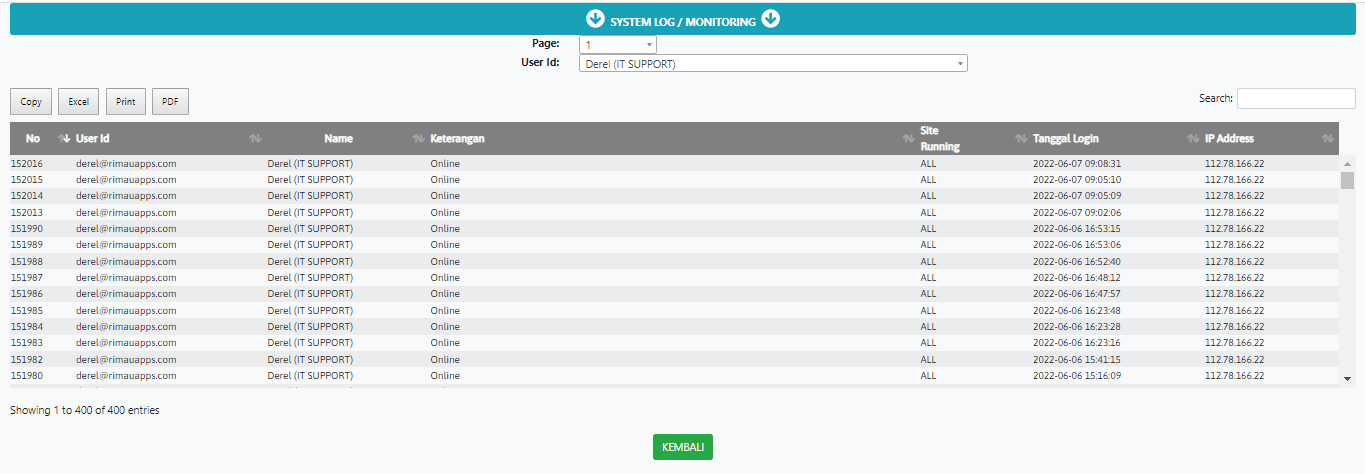 SYSTEM LOG / MONITORING
Page: 1
User Id: Derel (IT SUPPORT)
Copy Excel Print PDF Search:
No User Id Name Keterangan Site Running Tanggal Login IP Address
152016 derel@rimauapps.com Derel (IT SUPPORT) Online ALL 2022-06-07 09:08:31 112.78.166.22
152015 derel@rimauapps.com Derel (IT SUPPORT) Online ALL 2022-06-07 09:05:10 112.78.166.22
152014 derel@rimauapps.com Derel (IT SUPPORT) Online ALL 2022-06-07 09:05:09 112.78.166.22
152013 derel@rimauapps.com Derel (IT SUPPORT) Online ALL 2022-06-07 09:02:06 112.78.166.22
151990 derel@rimauapps.com Derel (IT SUPPORT) Online ALL 2022-06-06 16:53:15 112.78.166.22
151989 derel@rimauapps.com Derel (IT SUPPORT) Online ALL 2022-06-06 16:53:06 112.78.166.22
151988 derel@rimauapps.com Derel (IT SUPPORT) Online ALL 2022-06-06 16:52:40 112.78.166.22
151987 derel@rimauapps.com Derel (IT SUPPORT) Online ALL 2022-06-06 16:48:12 112.78.166.22
151986 derel@rimauapps.com Derel (IT SUPPORT) Online ALL 2022-06-06 16:47:57 112.78.166.22
151985 derel@rimauapps.com Derel (IT SUPPORT) Online ALL 2022-06-06 16:23:48 112.78.166.22
151984 derel@rimauapps.com Derel (IT SUPPORT) Online ALL 2022-06-06 16:23:28 112.78.166.22
151983 derel@rimauapps.com Derel (IT SUPPORT) Online ALL 2022-06-06 16:23:16 112.78.166.22
151982 derel@rimauapps.com Derel (IT SUPPORT) Online ALL 2022-06-06 15:41:15 112.78.166.22
151980 derel@rimauapps.com Derel (IT SUPPORT) Online ALL 2022-06-06 15:16:09 112.78.166.22
Showing 1 to 400 of 400 entries
KEMBALI